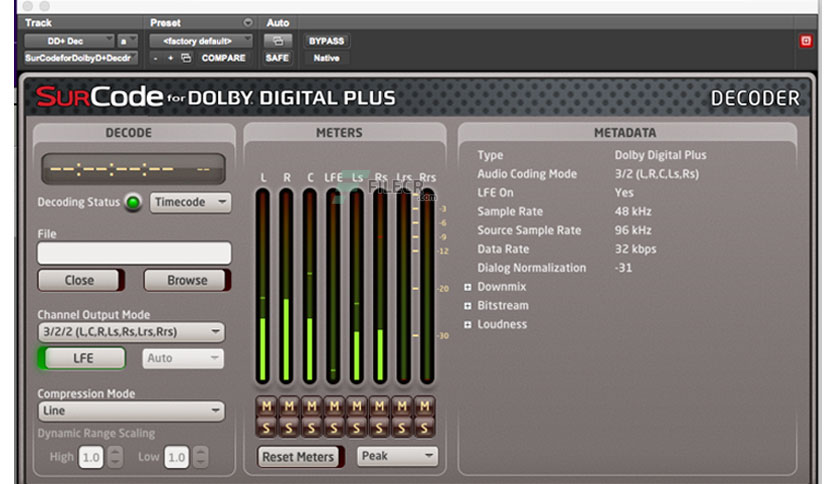 Track Preset Auto
DD+ Dec a <factory default> BYPASS
SurCodeforDolbyD+Decdr - + COMPARE SAFE Native
SURCODE for DOLBY DIGITAL PLUS DECODER
DECODE
--:--:--:-- --
Decoding Status Timecode
File
Close Browse
Channel Output Mode
3/2/2 (L,C,R,Ls,Rs,Lrs,Rrs)
LFE Auto
Compression Mode
Line
Dynamic Range Scaling
High 1.0 Low 1.0
METERS
L R C LFE Ls Rs Lrs Rrs
FILECR
.com
-3
-6
-9
-12
-20
-30
M M M M M M M M
S S S S S S S S
Reset Meters Peak
METADATA
Type Dolby Digital Plus
Audio Coding Mode 3/2 (L,R,C,Ls,Rs)
LFE On Yes
Sample Rate 48 kHz
Source Sample Rate 96 kHz
Data Rate 32 kbps
Dialog Normalization -31
Downmix
Bitstream
Loudness